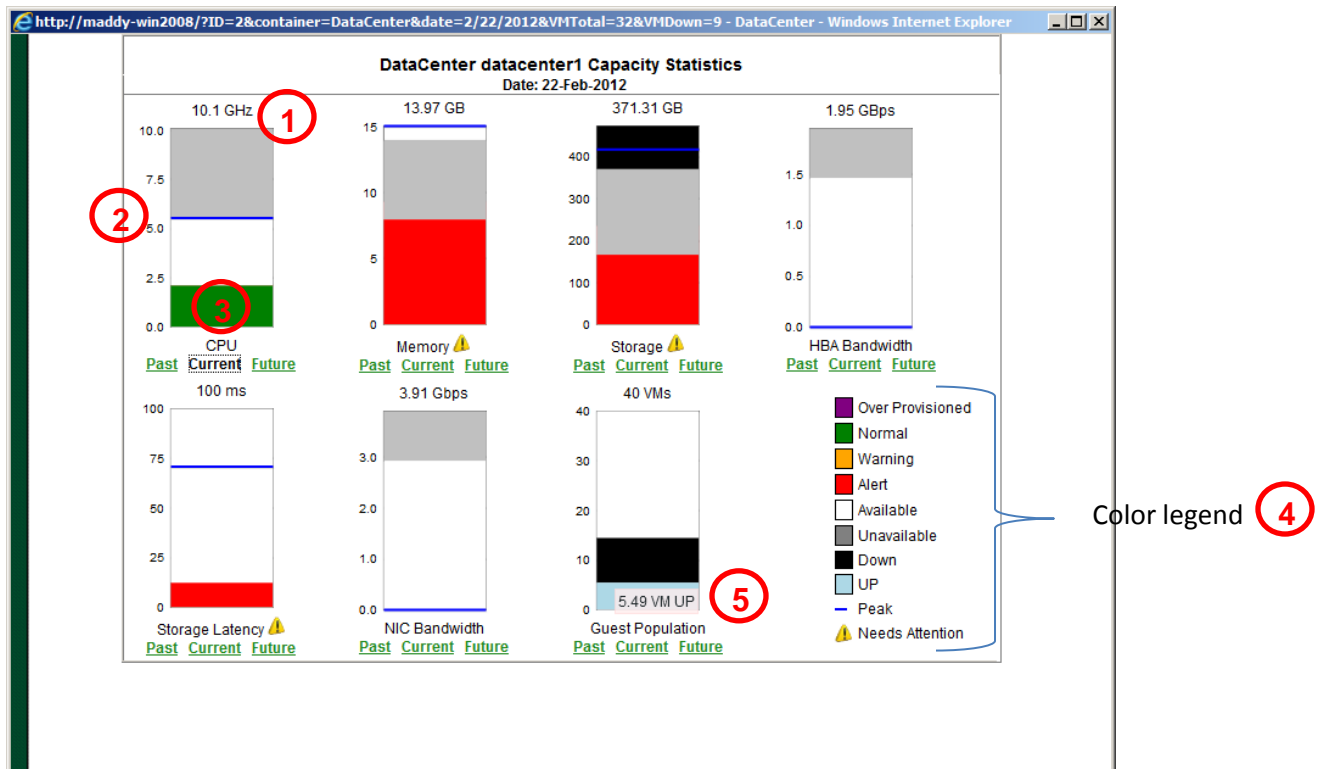 http://maddy-win2008/?ID=2&container=DataCenter&date=2/22/2012&VMTotal=32&VMDown=9 - DataCenter - Windows Internet Explorer
DataCenter datacenter1 Capacity Statistics
Date: 22-Feb-2012
10.1 GHz
1
10.0
7.5
2
5.0
2.5
3
0.0
CPU
Past Current Future
13.97 GB
15
10
5
0
Memory
Past Current Future
371.31 GB
400
300
200
100
0
Storage
Past Current Future
1.95 GBps
1.5
1.0
0.5
0.0
HBA Bandwidth
Past Current Future
100 ms
100
75
50
25
0
Storage Latency
Past Current Future
3.91 Gbps
3.0
2.0
1.0
0.0
NIC Bandwidth
Past Current Future
40 VMs
40
30
20
10
0
5.49 VM UP
5
Guest Population
Past Current Future
Over Provisioned
Normal
Warning
Alert
Available
Unavailable
Down
UP
Peak
Needs Attention
Color legend
4